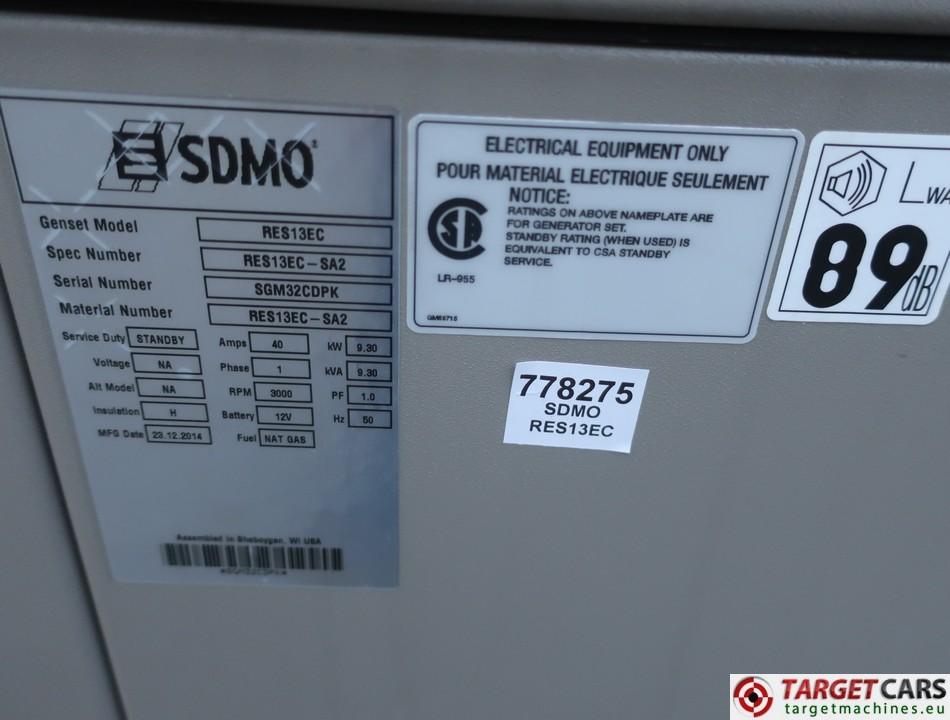 SDMO
Genset Model RES13EC
Spec Number RES13EC-SA2
Serial Number SGM32CDPK
Material Number RES13EC-SA2
Service Duty STANDBY Amps 40 kW 9.30
Voltage NA Phase 1 kVA 9.30
Alt Model NA RPM 3000 PF 1.0
Insulation H Battery 12V Hz 50
MFG Date 23.12.2014 Fuel NAT GAS
Assembled in Sheboygan, WI USA
*SGM32CDPK*
ELECTRICAL EQUIPMENT ONLY
POUR MATERIAL ELECTRIQUE SEULEMENT
NOTICE:
RATINGS ON ABOVE NAMEPLATE ARE
FOR GENERATOR SET.
STANDBY RATING (WHEN USED) IS
EQUIVALENT TO CSA STANDBY
SERVICE.
LR-955
LWA
89dB
778275
SDMO
RES13EC
TARGETCARS
targetmachines.eu